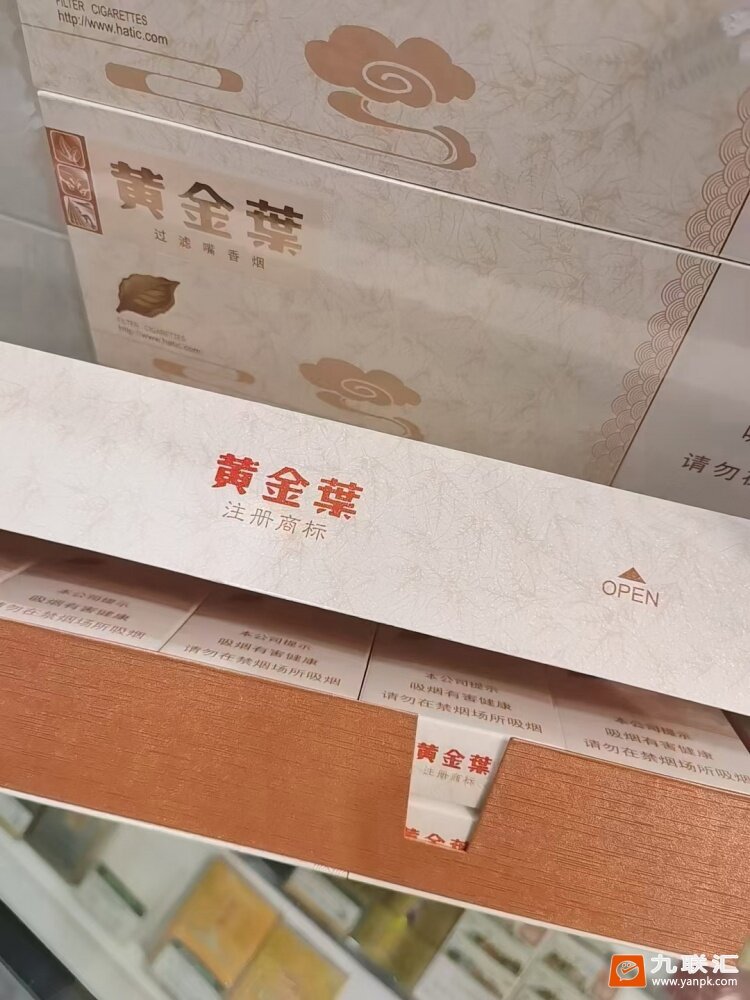 FILTER CIGARETTES
http://www.hatic.com
黄金葉
过滤嘴香烟
FILTER CIGARETTES
http://www.hatic.com
请勿在
黄金葉
注册商标
OPEN
本公司提示
吸烟有害健康
请勿在禁烟场所吸烟
本公司提示
吸烟有害健康
请勿在禁烟场所吸烟
本公司提示
吸烟有害健康
请勿在禁烟场所吸烟
本公司提示
吸烟有害健康
请勿在禁烟场所吸烟
黄金葉
注册商标
黄金葉
九联汇
www.yanpk.com